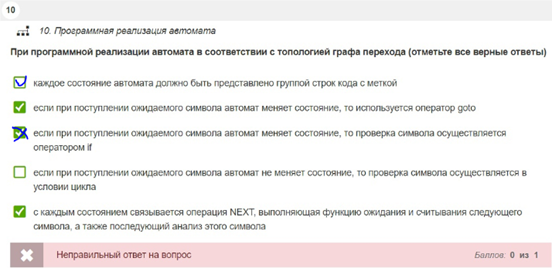 10
10. Программная реализация автомата
При программной реализации автомата в соответствии с топологией графа перехода (отметьте все верные ответы)
каждое состояние автомата должно быть представлено группой строк кода с меткой
если при поступлении ожидаемого символа автомат меняет состояние, то используется оператор goto
если при поступлении ожидаемого символа автомат меняет состояние, то проверка символа осуществляется
оператором if
если при поступлении ожидаемого символа автомат не меняет состояние, то проверка символа осуществляется в
условии цикла
с каждым состоянием связывается операция NEXT, выполняющая функцию ожидания и считывания следующего
символа, а также последующий анализ этого символа
Неправильный ответ на вопрос
Баллов: 0 из 1